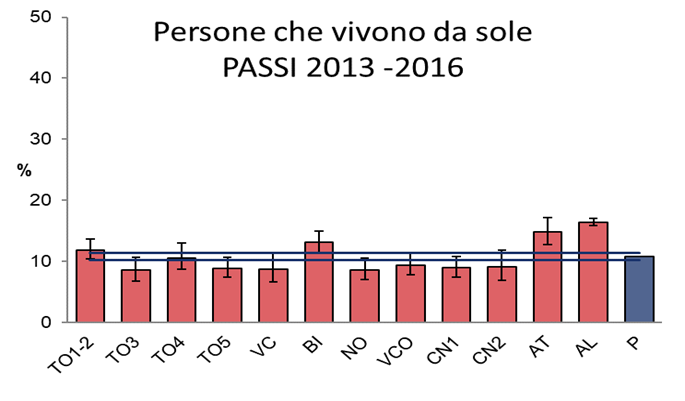 Persone che vivono da sole
PASSI 2013 -2016
50
40
30
%
20
10
0
TO1-2
TO3
TO4
TO5
VC
BI
NO
VCO
CN1
CN2
AT
AL
P